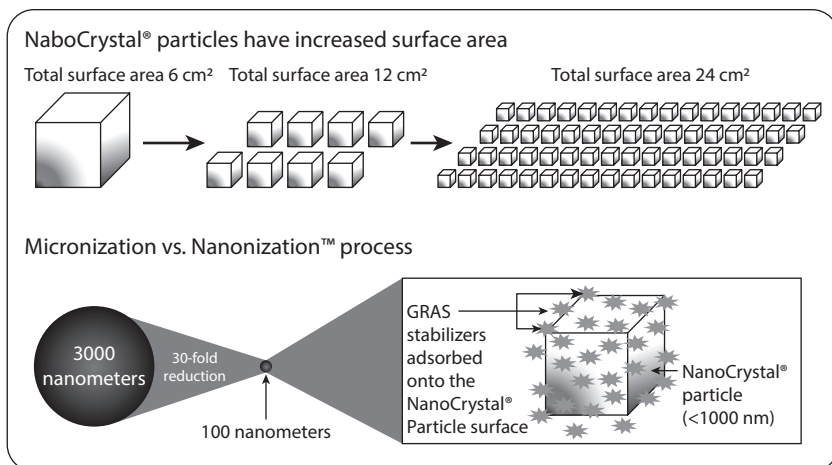 NaboCrystal® particles have increased surface area
Total surface area 6 cm²
Total surface area 12 cm²
Total surface area 24 cm²
Micronization vs. Nanonization™ process
3000
nanometers
30-fold
reduction
100 nanometers
GRAS
stabilizers
adsorbed
onto the
NanoCrystal®
Particle surface
NanoCrystal®
particle
(<1000 nm)